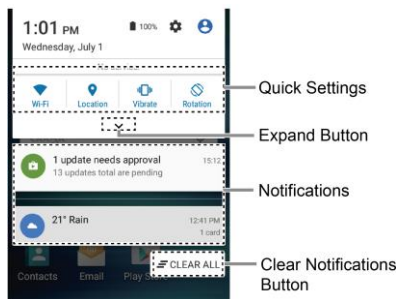 1:01 PM
100%
Wednesday, July 1
Wi-Fi
Location
Vibrate
Rotation
Quick Settings
Expand Button
1 update needs approval
15:12
13 updates total are pending
Notifications
21° Rain
12:41 PM
1 card
CLEAR ALL
Contacts
Email
Play
Clear Notifications
Button